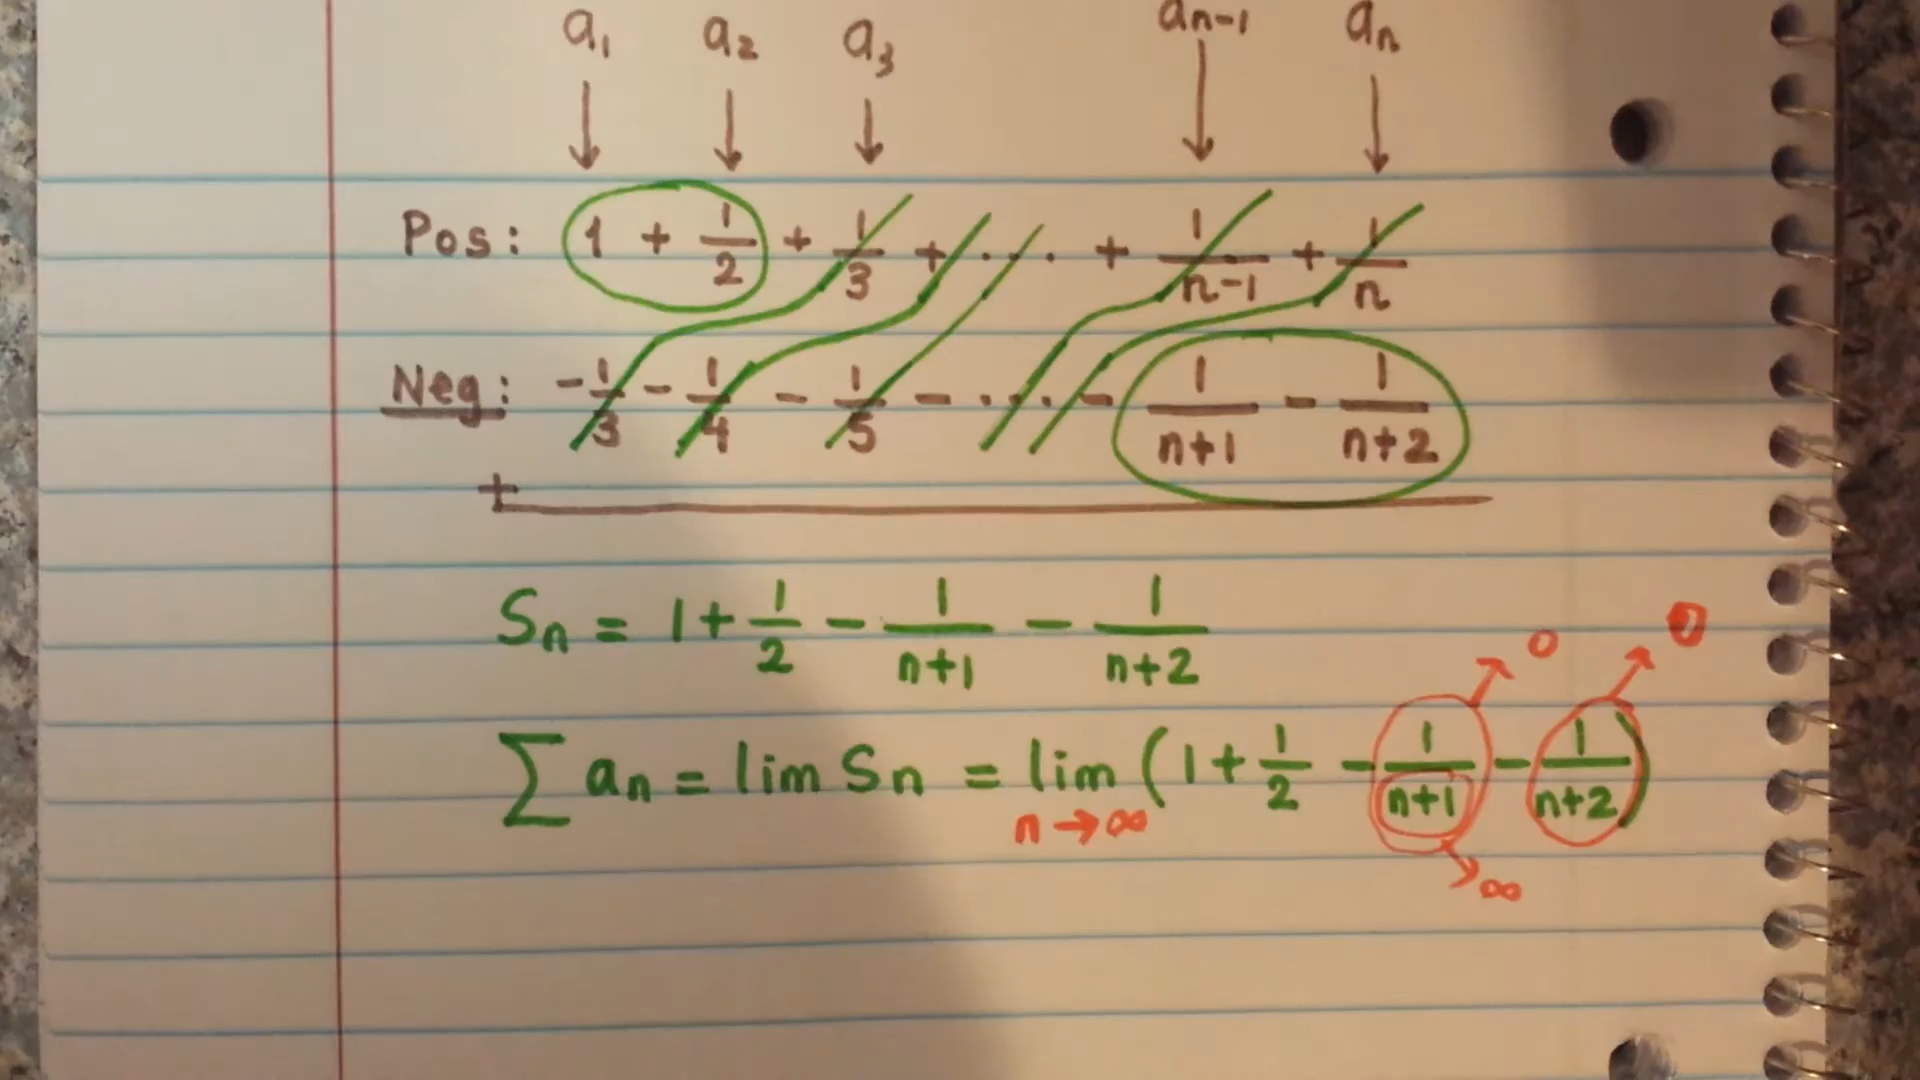 a₁ a₂ a₃ aₙ₋₁ aₙ
Pos: 1 + 1/2 + 1/3 + .... + 1/(n-1) + 1/n
Neg: -1/3 - 1/4 - 1/5 - .... - 1/(n+1) - 1/(n+2)
+
Sₙ = 1 + 1/2 - 1/(n+1) - 1/(n+2)
0 0
∑ aₙ = lim Sₙ = lim (1 + 1/2 - 1/(n+1) - 1/(n+2))
n → ∞
∞